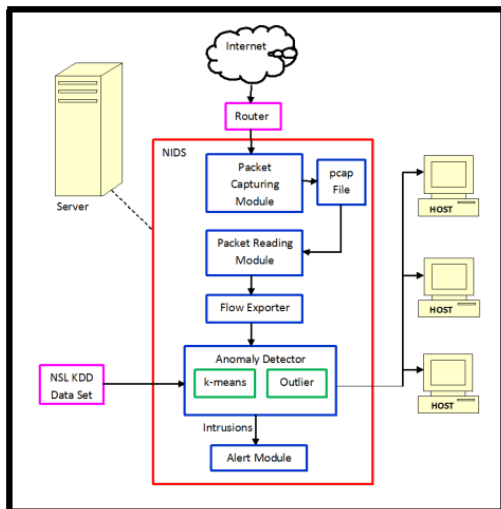 Internet
Router
NIDS
Packet
Capturing
Module
pcap
File
Server
HOST
Packet Reading
Module
HOST
Flow Exporter
Anomaly Detector
k-means
Outlier
NSL KDD
Data Set
HOST
Intrusions
Alert Module